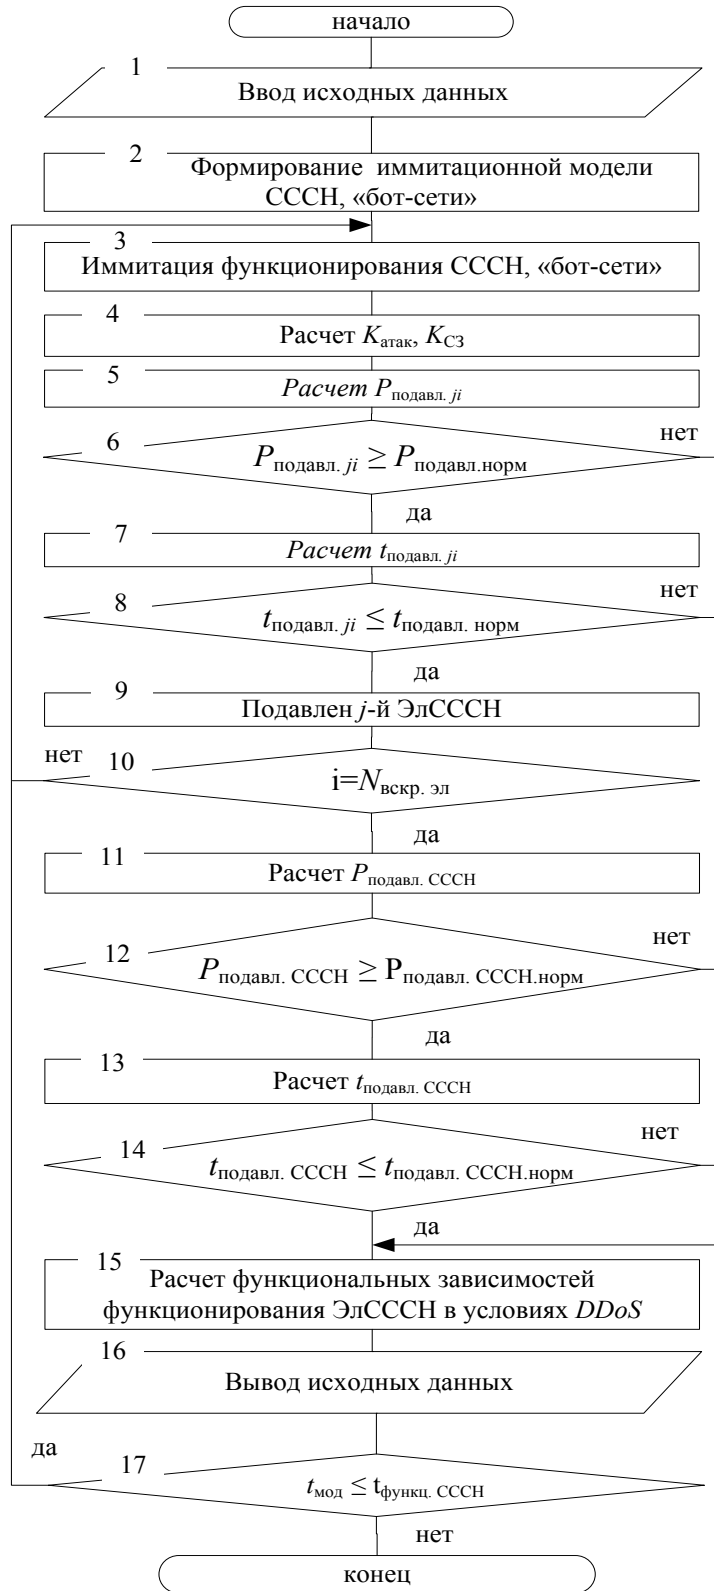 начало
1
Ввод исходных данных
2
Формирование иммитационной модели
СССН, «бот-сети»
3
Иммитация функционирования СССН, «бот-сети»
4
Расчет Kатак, KСЗ
5
Расчет Pподавл. ji
6
нет
Pподавл. ji ≥ Pподавл.норм
да
7
Расчет tподавл. ji
8
нет
tподавл. ji ≤ tподавл. норм
да
9
Подавлен j-й ЭлСССН
нет
10
i=Nвскр. эл
да
11
Расчет Pподавл. СССН
12
нет
Pподавл. СССН ≥ Pподавл. СССН.норм
да
13
Расчет tподавл. СССН
14
нет
tподавл. СССН ≤ tподавл. СССН.норм
да
15
Расчет функциональных зависимостей
функционирования ЭлСССН в условиях DDoS
16
Вывод исходных данных
да
17
tмод ≤ tфункц. СССН
нет
конец